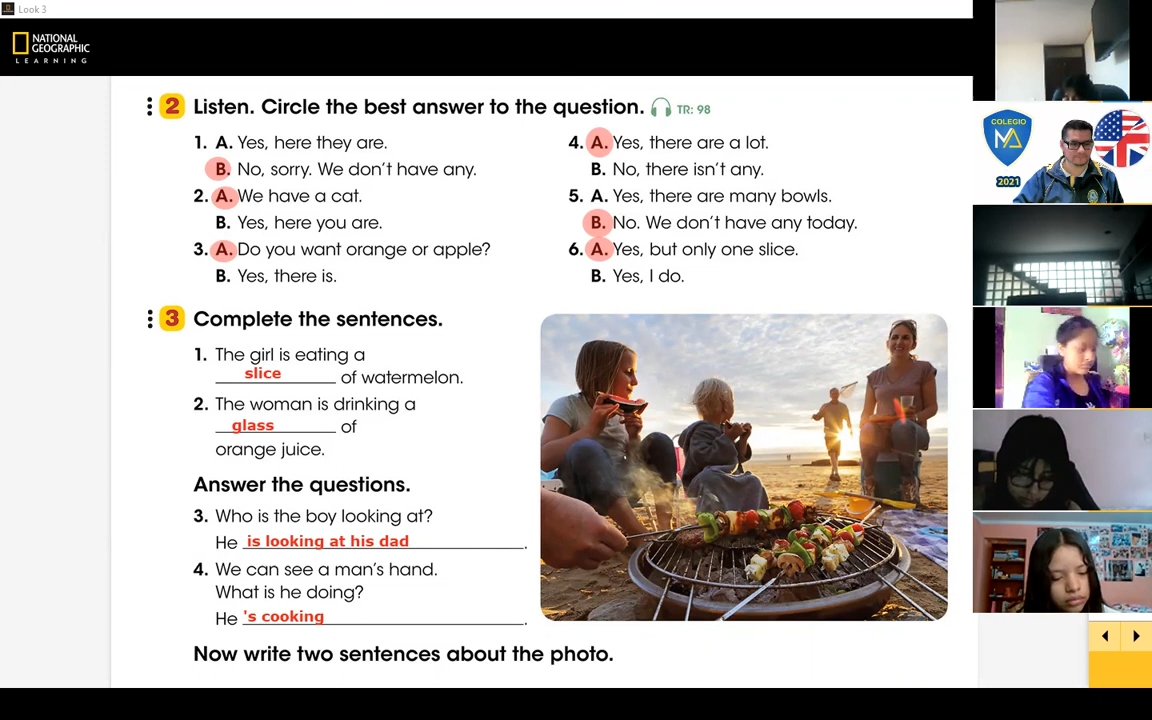 Look 3
NATIONAL
GEOGRAPHIC
LEARNING
2 Listen. Circle the best answer to the question. TR: 98
1. A. Yes, here they are.
B. No, sorry. We don't have any.
2. A. We have a cat.
B. Yes, here you are.
3. A. Do you want orange or apple?
B. Yes, there is.
4. A. Yes, there are a lot.
B. No, there isn't any.
5. A. Yes, there are many bowls.
B. No. We don't have any today.
6. A. Yes, but only one slice.
B. Yes, I do.
3 Complete the sentences.
1. The girl is eating a
slice of watermelon.
2. The woman is drinking a
glass of
orange juice.
Answer the questions.
3. Who is the boy looking at?
He is looking at his dad.
4. We can see a man's hand.
What is he doing?
He 's cooking.
Now write two sentences about the photo.
COLEGIO
2021